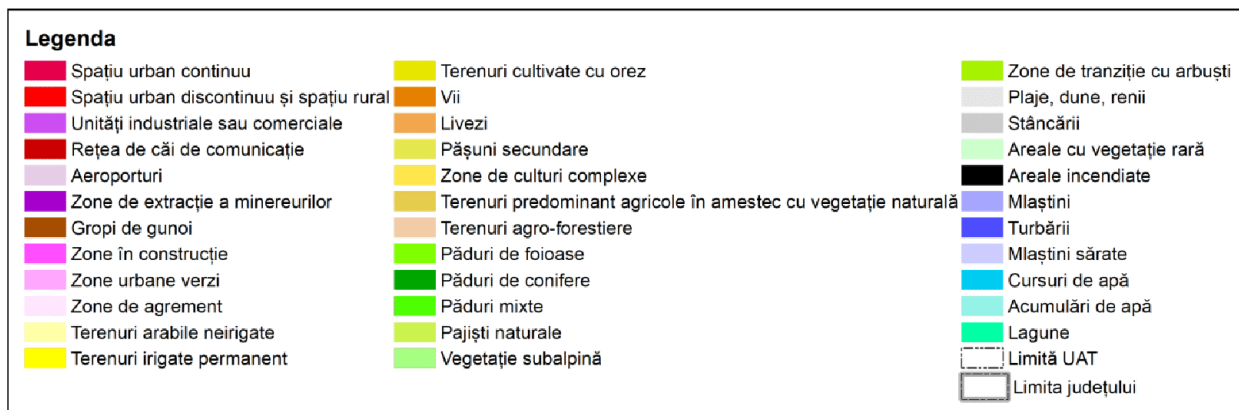 Legenda
Spațiu urban continuu
Spațiu urban discontinuu și spațiu rural
Unități industriale sau comerciale
Rețea de căi de comunicație
Aeroporturi
Zone de extracție a minereurilor
Gropi de gunoi
Zone în construcție
Zone urbane verzi
Zone de agrement
Terenuri arabile neirigate
Terenuri irigate permanent
Terenuri cultivate cu orez
Vii
Livezi
Pășuni secundare
Zone de culturi complexe
Terenuri predominant agricole în amestec cu vegetație naturală
Terenuri agro-forestiere
Păduri de foioase
Păduri de conifere
Păduri mixte
Pajiști naturale
Vegetație subalpină
Zone de tranziție cu arbuști
Plaje, dune, renii
Stâncării
Areale cu vegetație rară
Areale incendiate
Mlaștini
Turbării
Mlaștini sărate
Cursuri de apă
Acumulări de apă
Lagune
Limită UAT
Limita județului